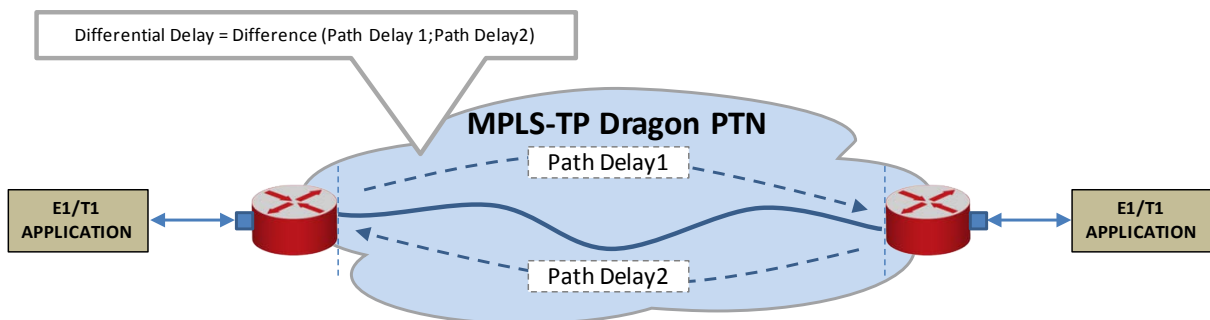 Differential Delay = Difference (Path Delay 1;Path Delay2)
MPLS-TP Dragon PTN
Path Delay1
E1/T1
APPLICATION
E1/T1
APPLICATION
Path Delay2